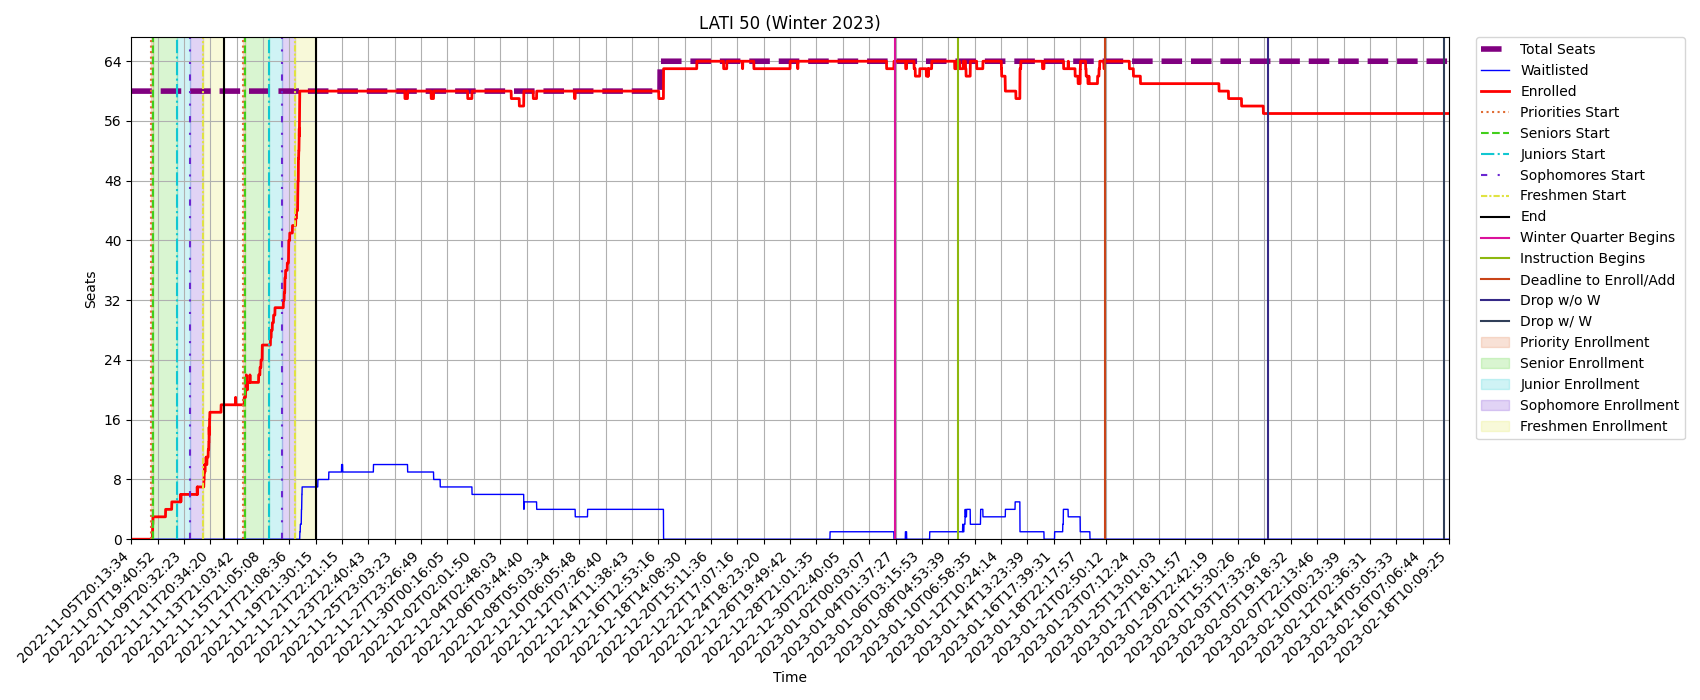 LATI 50 (Winter 2023)
Seats
64
56
48
40
32
24
16
8
0
2022-11-05T20:13:34
2022-11-07T19:40:52
2022-11-09T20:32:23
2022-11-11T20:34:20
2022-11-13T21:03:42
2022-11-15T21:05:08
2022-11-17T21:08:36
2022-11-19T21:30:15
2022-11-21T22:21:15
2022-11-23T22:40:43
2022-11-25T23:03:23
2022-11-27T23:26:49
2022-11-30T00:16:05
2022-12-02T02:01:50
2022-12-04T02:48:03
2022-12-06T03:44:40
2022-12-08T05:03:34
2022-12-10T06:05:48
2022-12-12T07:26:40
2022-12-14T11:38:43
2022-12-16T12:53:16
2022-12-18T14:08:30
2022-12-20T15:11:36
2022-12-22T17:07:16
2022-12-24T18:23:20
2022-12-26T19:49:42
2022-12-28T21:01:35
2022-12-30T22:40:05
2023-01-02T00:03:07
2023-01-04T01:37:27
2023-01-06T03:15:53
2023-01-08T04:53:39
2023-01-10T06:58:35
2023-01-12T10:24:14
2023-01-14T13:23:39
2023-01-16T17:39:31
2023-01-18T22:17:57
2023-01-21T02:50:12
2023-01-23T07:12:24
2023-01-25T13:01:03
2023-01-27T18:11:57
2023-01-29T22:42:19
2023-02-01T15:30:26
2023-02-03T17:33:26
2023-02-05T19:18:32
2023-02-07T22:13:46
2023-02-10T00:23:39
2023-02-12T02:36:31
2023-02-14T05:05:33
2023-02-16T07:06:44
2023-02-18T10:09:25
Time
Total Seats
Waitlisted
Enrolled
Priorities Start
Seniors Start
Juniors Start
Sophomores Start
Freshmen Start
End
Winter Quarter Begins
Instruction Begins
Deadline to Enroll/Add
Drop w/o W
Drop w/ W
Priority Enrollment
Senior Enrollment
Junior Enrollment
Sophomore Enrollment
Freshmen Enrollment